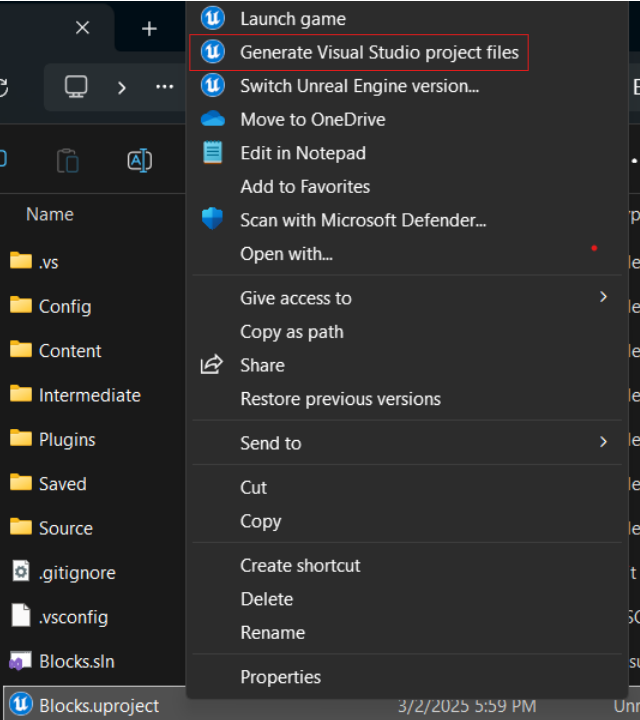 Launch game
Generate Visual Studio project files
Switch Unreal Engine version...
Move to OneDrive
Edit in Notepad
Add to Favorites
Scan with Microsoft Defender...
Open with...
Give access to
Copy as path
Share
Restore previous versions
Send to
Cut
Copy
Create shortcut
Delete
Rename
Properties
Name
.vs
Config
Content
Intermediate
Plugins
Saved
Source
.gitignore
.vsconfig
Blocks.sln
Blocks.uproject 3/2/2025 5:59 PM